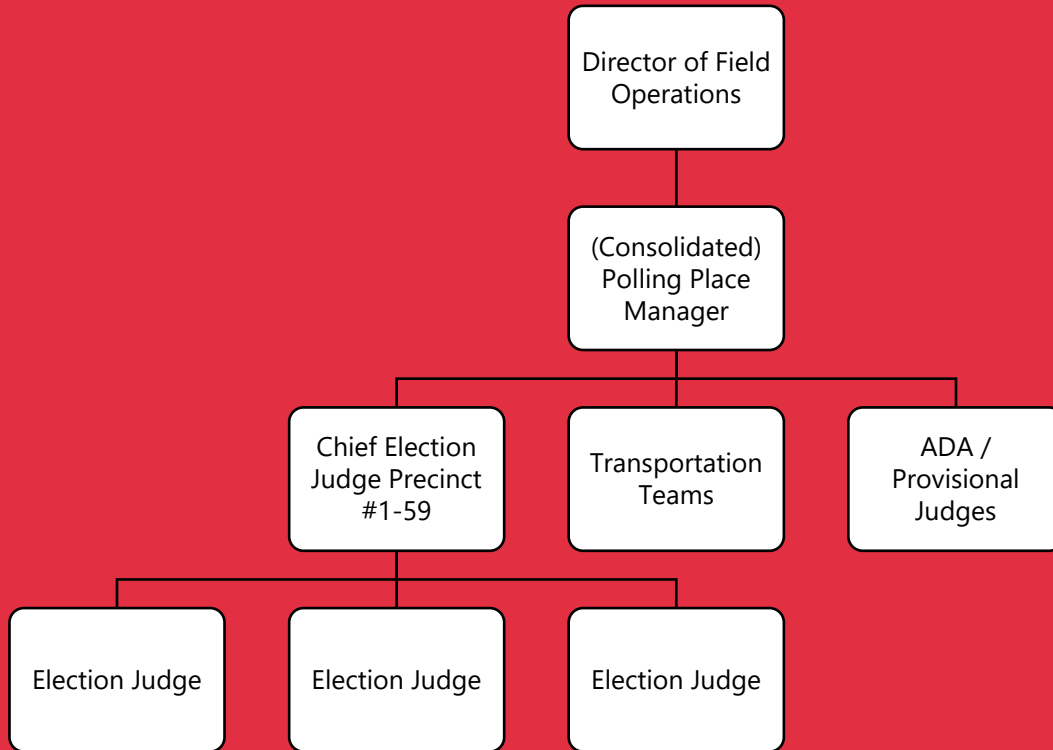 Director of Field
Operations
(Consolidated)
Polling Place
Manager
Chief Election
Judge Precinct
#1-59
Transportation
Teams
ADA /
Provisional
Judges
Election Judge
Election Judge
Election Judge